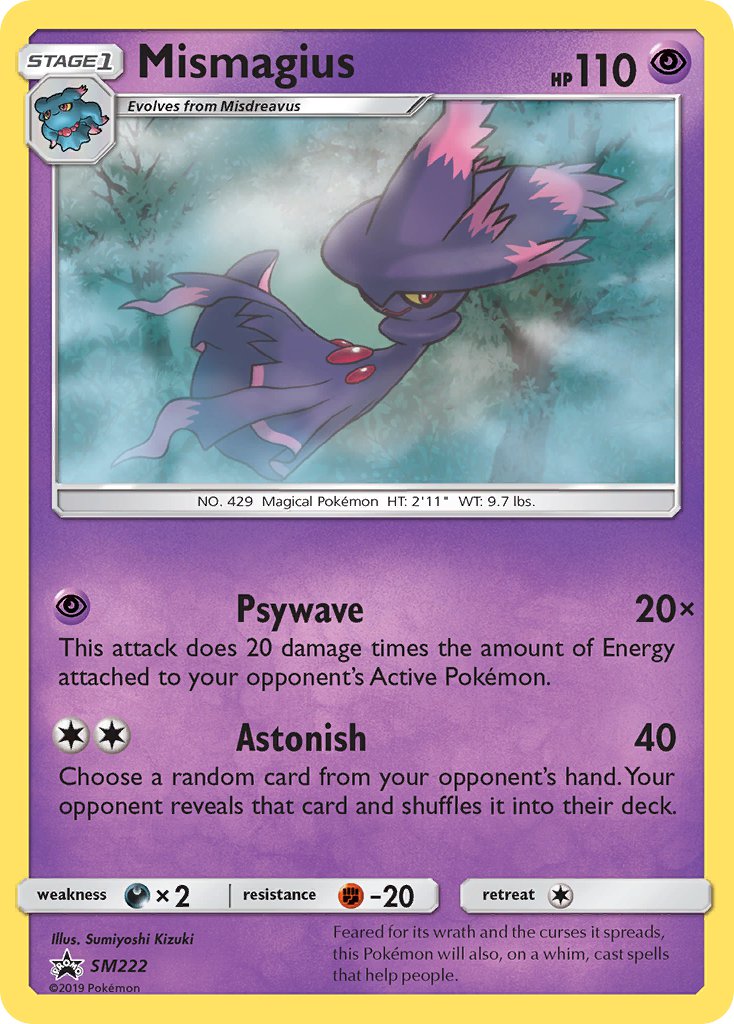 STAGE1
Mismagius
HP110
Evolves from Misdreavus
NO. 429 Magical Pokémon HT: 2'11" WT: 9.7 lbs.
Psywave 20×
This attack does 20 damage times the amount of Energy
attached to your opponent's Active Pokémon.
Astonish 40
Choose a random card from your opponent's hand. Your
opponent reveals that card and shuffles it into their deck.
weakness ×2 resistance -20 retreat
Illus. Sumiyoshi Kizuki
PROMO SM222
©2019 Pokémon
Feared for its wrath and the curses it spreads,
this Pokémon will also, on a whim, cast spells
that help people.